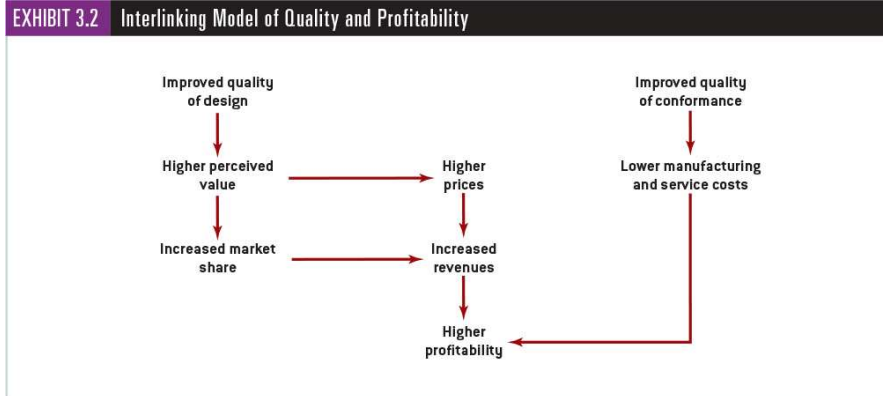 EXHIBIT 3.2 Interlinking Model of Quality and Profitability
Improved quality
of design
Improved quality
of conformance
Higher perceived
value
Higher
prices
Lower manufacturing
and service costs
Increased market
share
Increased
revenues
Higher
profitability